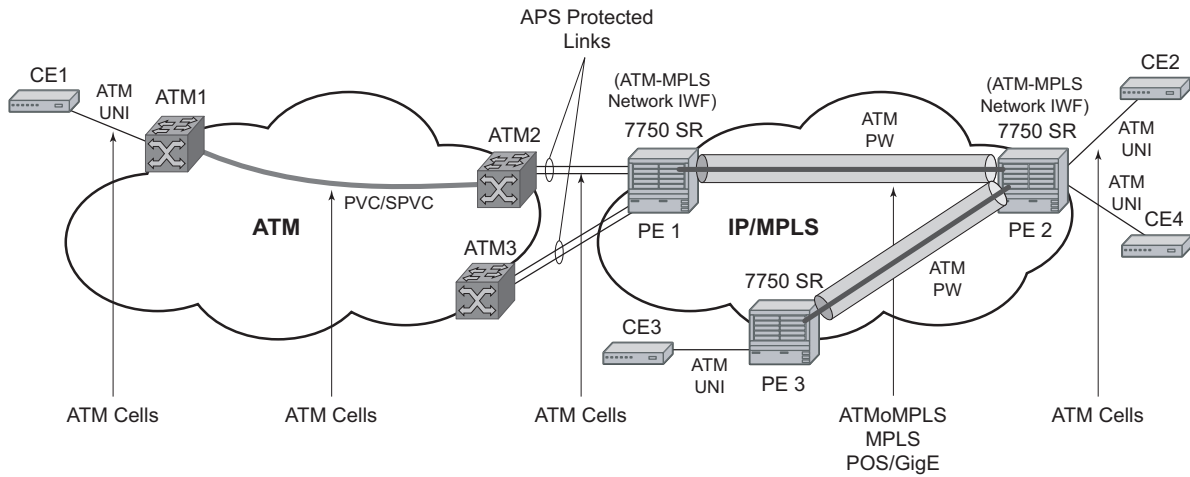 APS Protected
Links
CE1
ATM
UNI
ATM1
ATM2
(ATM-MPLS
Network IWF)
7750 SR
ATM
PW
(ATM-MPLS
Network IWF)
7750 SR
CE2
ATM
UNI
ATM
UNI
PVC/SPVC
ATM
PE 1
IP/MPLS
PE 2
CE4
ATM3
7750 SR
ATM
PW
CE3
ATM
UNI
PE 3
ATM Cells
ATM Cells
ATM Cells
ATMoMPLS
MPLS
POS/GigE
ATM Cells